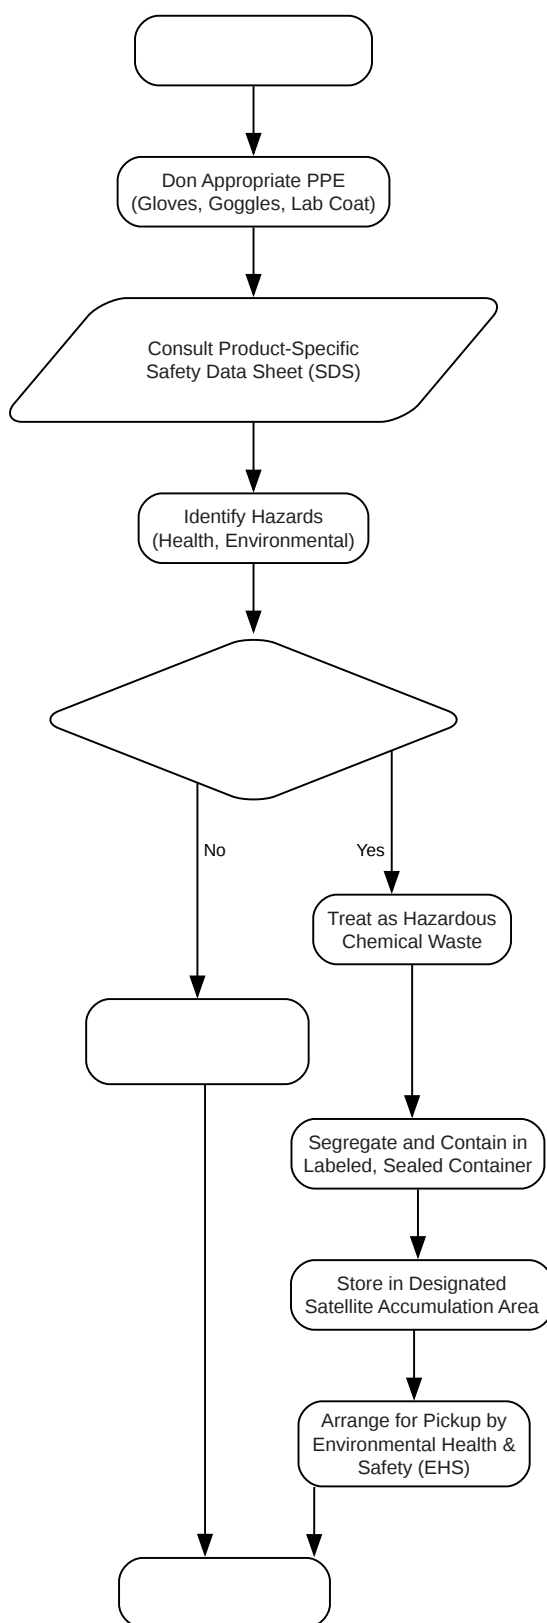 Don Appropriate PPE
(Gloves, Goggles, Lab Coat)
Consult Product-Specific
Safety Data Sheet (SDS)
Identify Hazards
(Health, Environmental)
No
Yes
Treat as Hazardous
Chemical Waste
Segregate and Contain in
Labeled, Sealed Container
Store in Designated
Satellite Accumulation Area
Arrange for Pickup by
Environmental Health &
Safety (EHS)